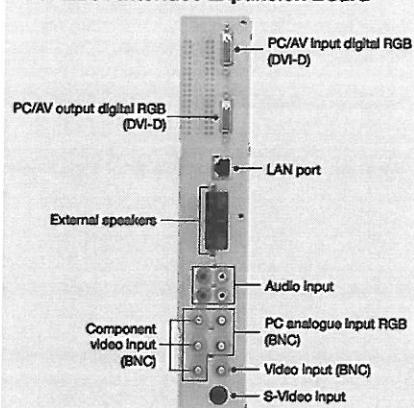 PC/AV input digital RGB
(DVI-D)
PC/AV output digital RGB
(DVI-D)
LAN port
External speakers
Audio input
Component
video input
(BNC)
PC analogue input RGB
(BNC)
Video input (BNC)
S-Video input